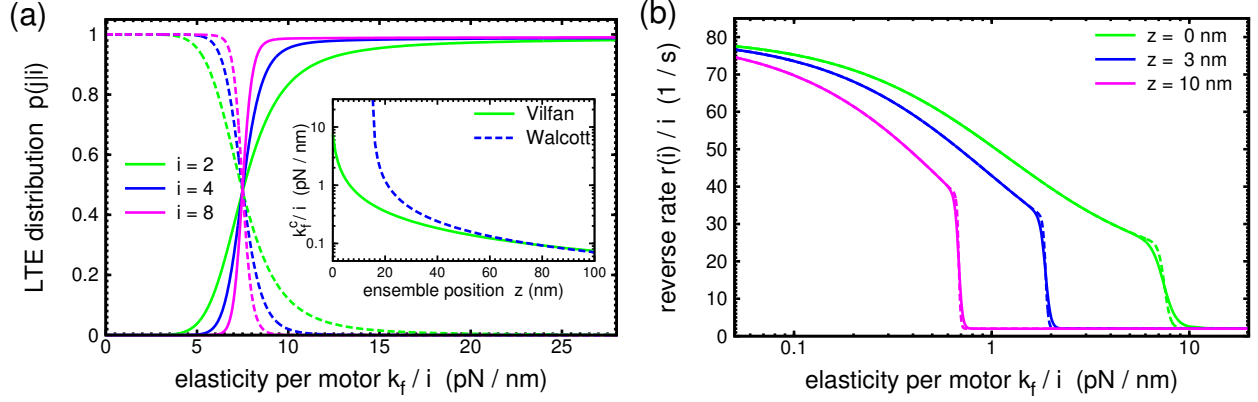 (a)
LTE distribution p(j|i)
1
0.8
0.6
0.4
0.2
0
i = 2
i = 4
i = 8
0 5 10 15 20 25
elasticity per motor k_f / i (pN / nm)
Vilfan
Walcott
k_f^c / i (pN / nm)
10
1
0.1
0 20 40 60 80 100
ensemble position z (nm)
(b)
reverse rate r(i) / i (1 / s)
80
70
60
50
40
30
20
10
0
z = 0 nm
z = 3 nm
z = 10 nm
0.1 1 10
elasticity per motor k_f / i (pN / nm)